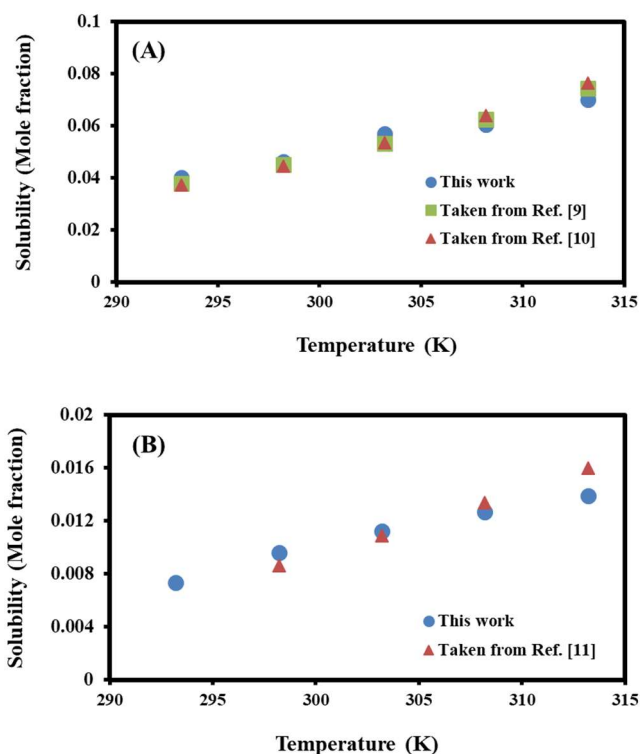 (A)
Solubility (Mole fraction)
0.1
0.08
0.06
0.04
0.02
0
This work
Taken from Ref. [9]
Taken from Ref. [10]
290 295 300 305 310 315
Temperature (K)
(B)
Solubility (Mole fraction)
0.02
0.016
0.012
0.008
0.004
0
This work
Taken from Ref. [11]
290 295 300 305 310 315
Temperature (K)